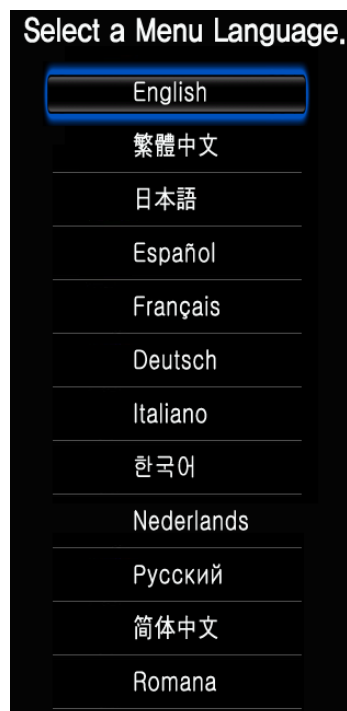 Select a Menu Language.
English
繁體中文
日本語
Español
Français
Deutsch
Italiano
한국어
Nederlands
Русский
简体中文
Romana